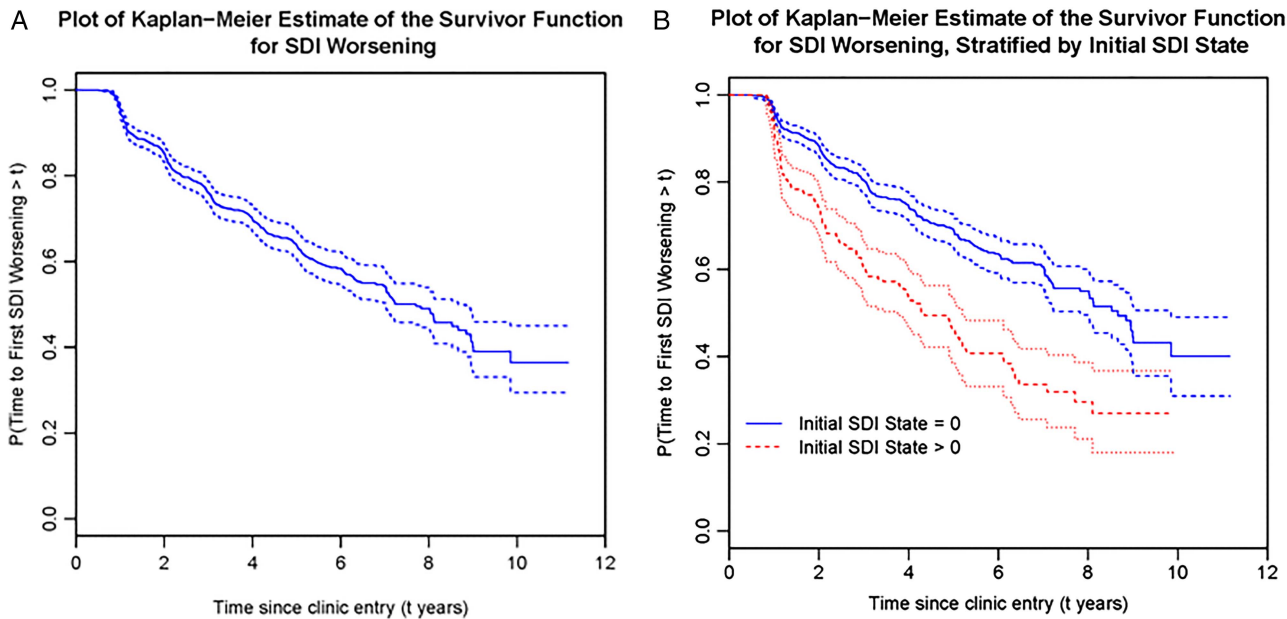 A
Plot of Kaplan−Meier Estimate of the Survivor Function
for SDI Worsening
P(Time to First SDI Worsening > t)
1.0
0.8
0.6
0.4
0.2
0.0
0 2 4 6 8 10 12
Time since clinic entry (t years)
B
Plot of Kaplan−Meier Estimate of the Survivor Function
for SDI Worsening, Stratified by Initial SDI State
P(Time to First SDI Worsening > t)
1.0
0.8
0.6
0.4
0.2
0.0
Initial SDI State = 0
Initial SDI State > 0
0 2 4 6 8 10 12
Time since clinic entry (t years)